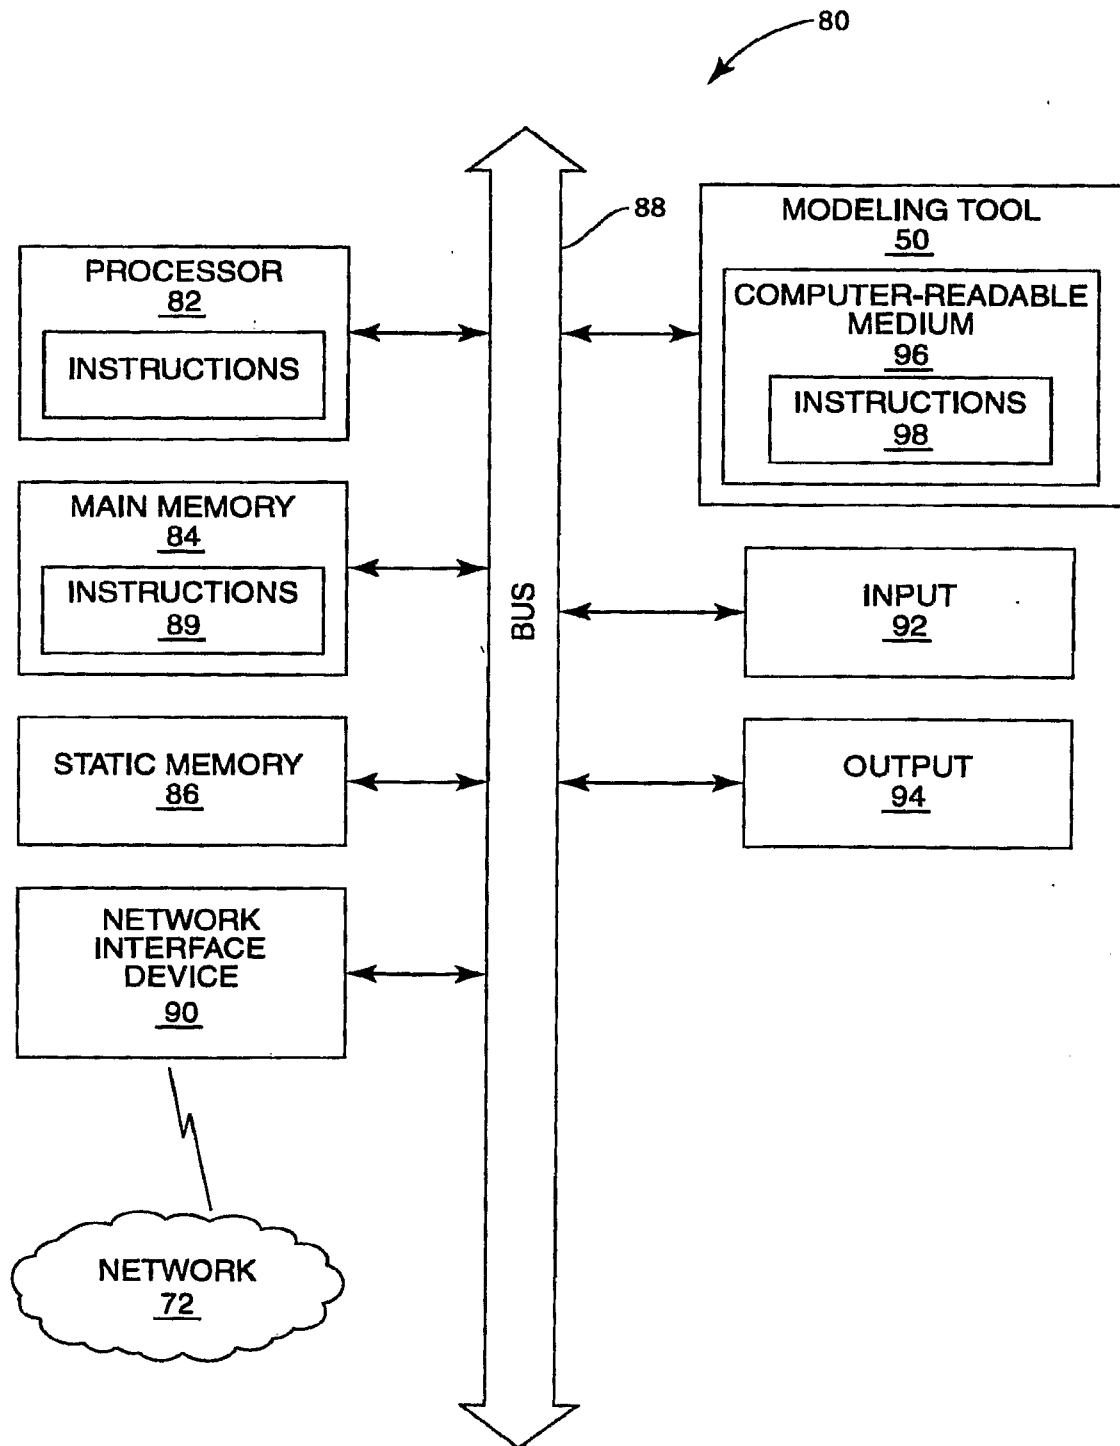 80
88
PROCESSOR
82
INSTRUCTIONS
MAIN MEMORY
84
INSTRUCTIONS
89
STATIC MEMORY
86
NETWORK
INTERFACE
DEVICE
90
NETWORK
72
BUS
MODELING TOOL
50
COMPUTER-READABLE
MEDIUM
96
INSTRUCTIONS
98
INPUT
92
OUTPUT
94